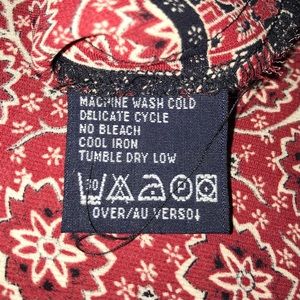 MACHINE WASH COLD
DELICATE CYCLE
NO BLEACH
COOL IRON
TUMBLE DRY LOW
30 P
OVER/AU VERSO↓